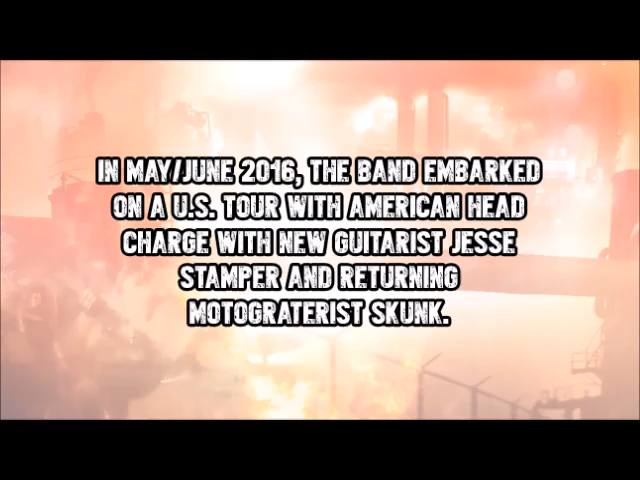 IN MAY/JUNE 2016, THE BAND EMBARKED
ON A U.S. TOUR WITH AMERICAN HEAD
CHARGE WITH NEW GUITARIST JESSE
STAMPER AND RETURNING
MOTOGRATERIST SKUNK.